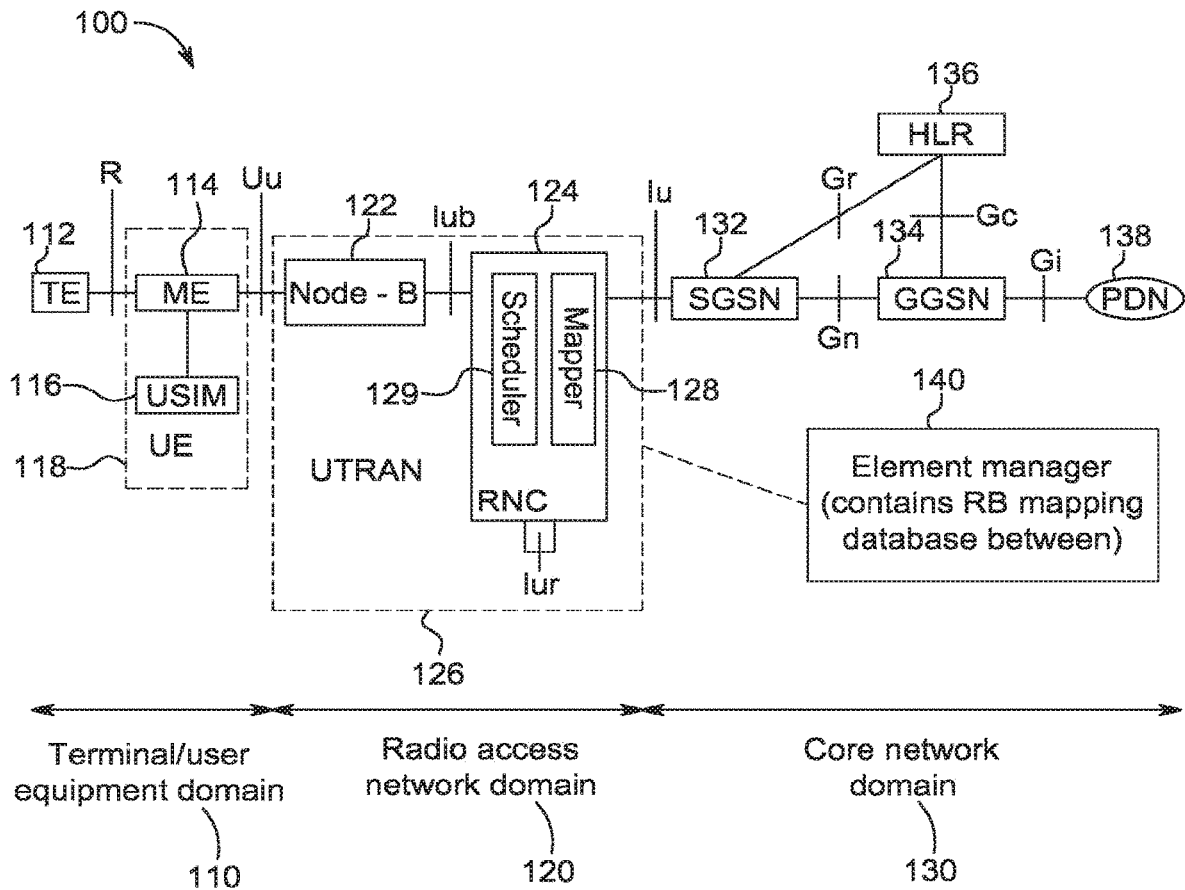 100
136
HLR
R
114
Uu
122
Iub
124
Iu
132
Gr
134
Gc
138
112
Gi
TE
ME
Node - B
SGSN
GGSN
PDN
Gn
Scheduler
Mapper
116
USIM
129
128
140
UE
118
UTRAN
RNC
Element manager
(contains RB mapping
database between)
Iur
126
Terminal/user
equipment domain
Radio access
network domain
Core network
domain
110
120
130